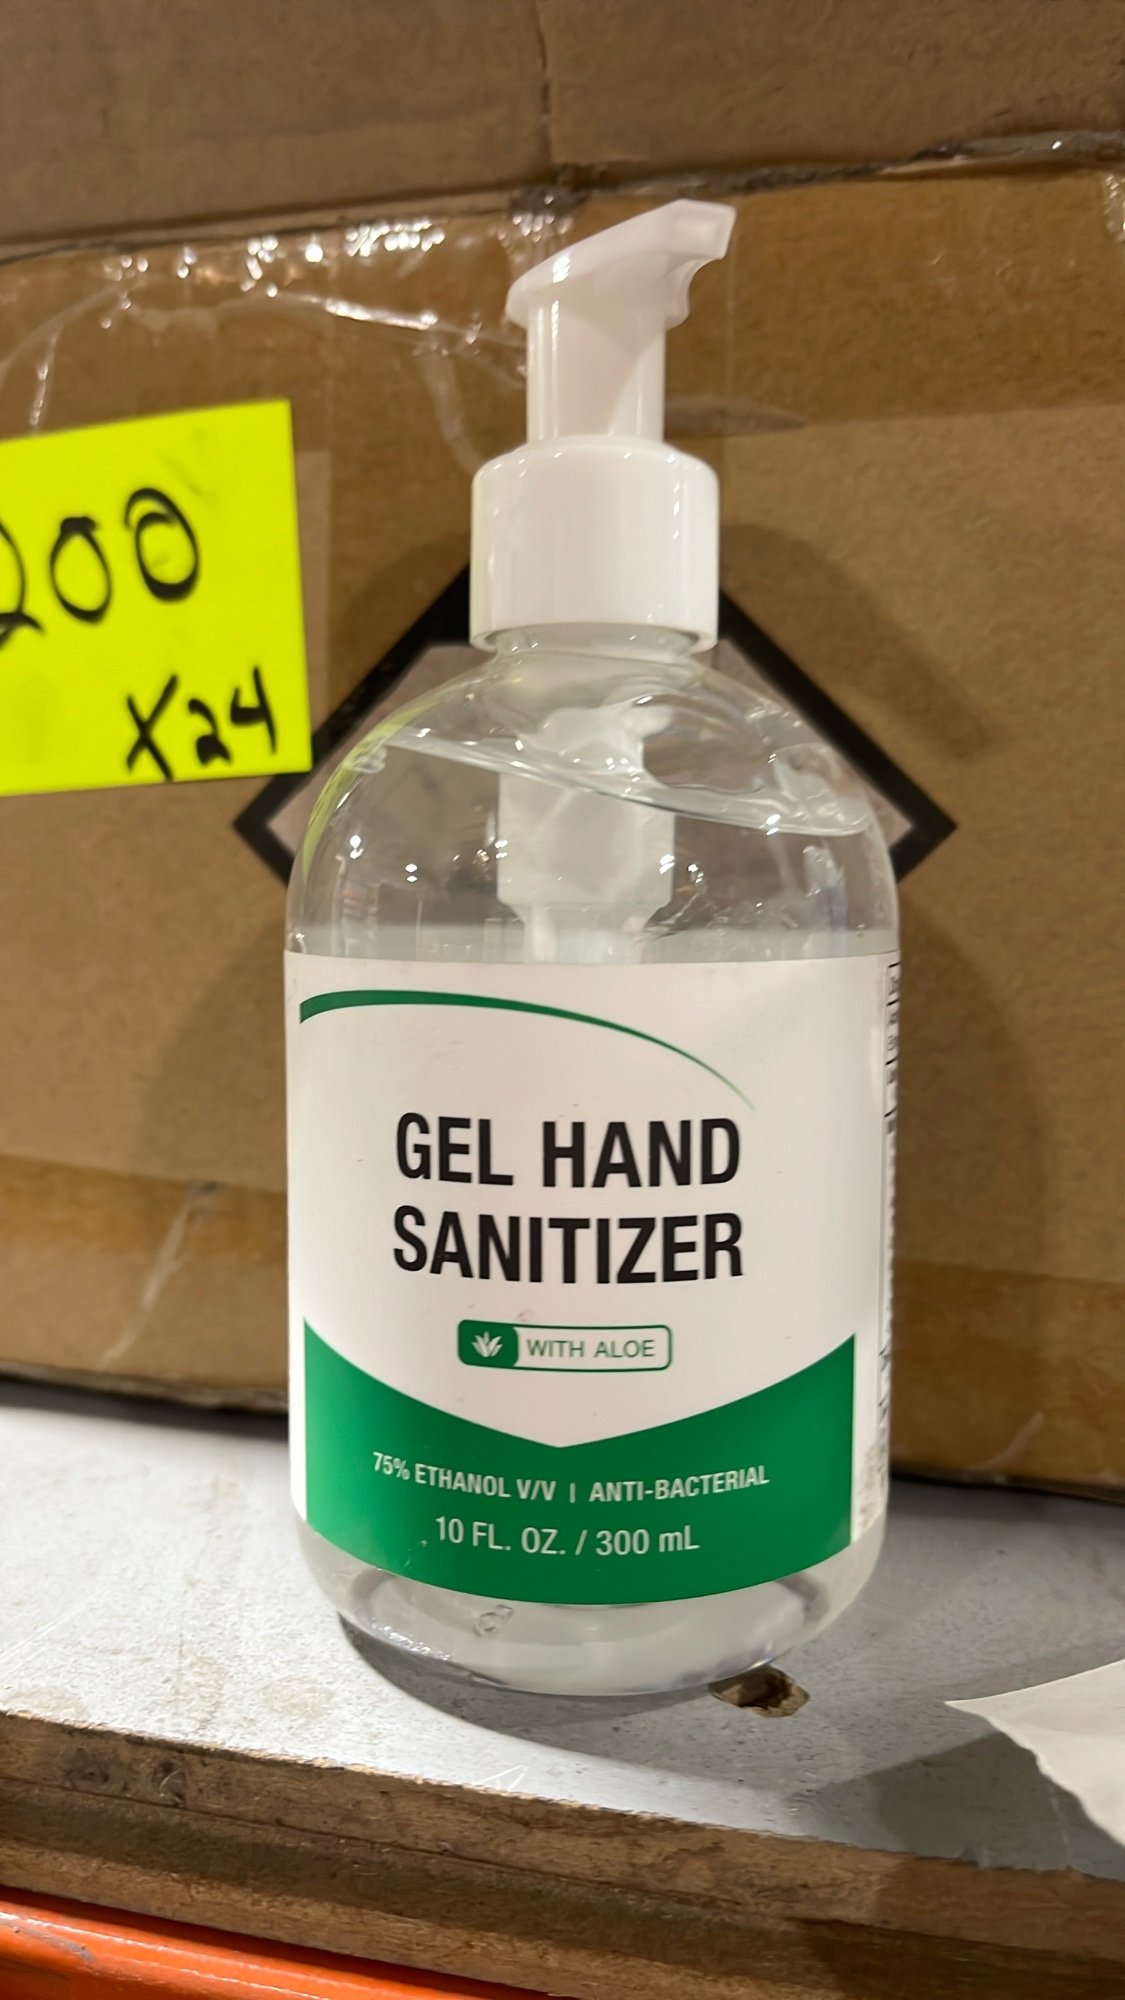 200
X24
GEL HAND
SANITIZER
WITH ALOE
75% ETHANOL V/V | ANTI-BACTERIAL
10 FL. OZ. / 300 mL